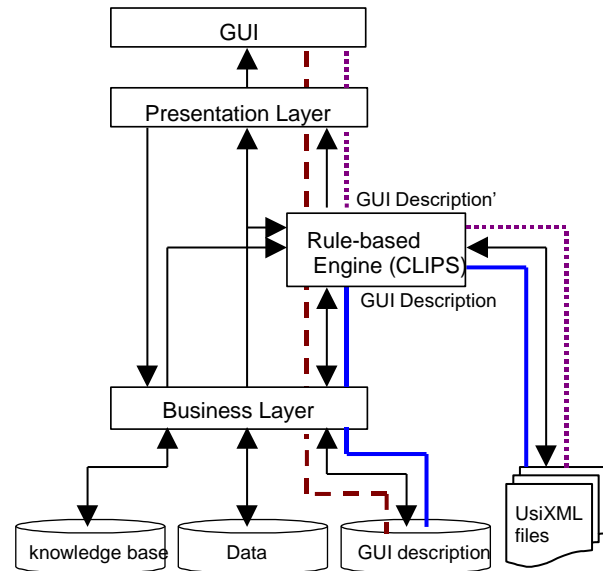 GUI
Presentation Layer
GUI Description’
Rule-based
Engine (CLIPS)
GUI Description
Business Layer
UsiXML
files
knowledge base
Data
GUI description